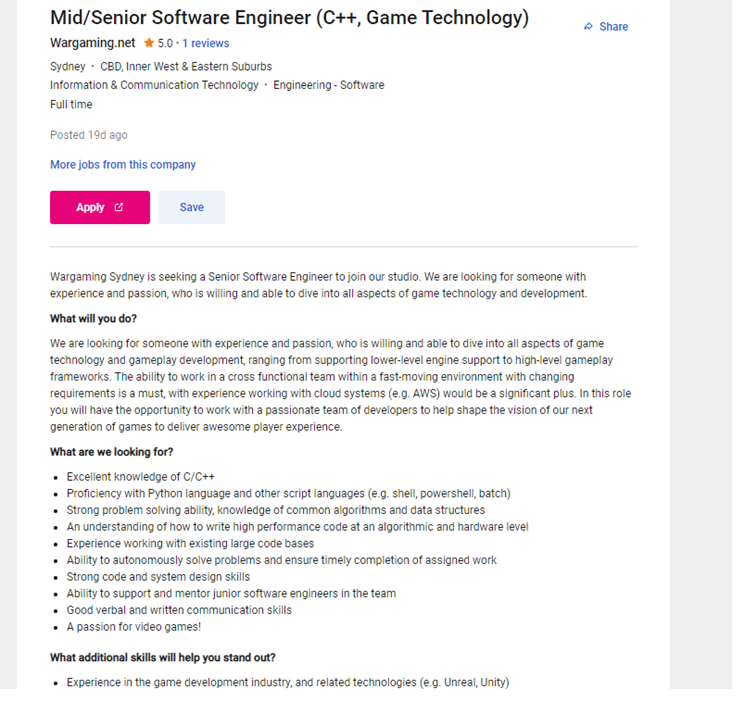 Mid/Senior Software Engineer (C++, Game Technology)
Share
Wargaming.net ★ 5.0 · 1 reviews
Sydney · CBD, Inner West & Eastern Suburbs
Information & Communication Technology · Engineering - Software
Full time
Posted 19d ago
More jobs from this company
Apply
Save
Wargaming Sydney is seeking a Senior Software Engineer to join our studio. We are looking for someone with
experience and passion, who is willing and able to dive into all aspects of game technology and development.
What will you do?
We are looking for someone with experience and passion, who is willing and able to dive into all aspects of game
technology and gameplay development, ranging from supporting lower-level engine support to high-level gameplay
frameworks. The ability to work in a cross functional team within a fast-moving environment with changing
requirements is a must, with experience working with cloud systems (e.g. AWS) would be a significant plus. In this role
you will have the opportunity to work with a passionate team of developers to help shape the vision of our next
generation of games to deliver awesome player experience.
What are we looking for?
• Excellent knowledge of C/C++
• Proficiency with Python language and other script languages (e.g. shell, powershell, batch)
• Strong problem solving ability, knowledge of common algorithms and data structures
• An understanding of how to write high performance code at an algorithmic and hardware level
• Experience working with existing large code bases
• Ability to autonomously solve problems and ensure timely completion of assigned work
• Strong code and system design skills
• Ability to support and mentor junior software engineers in the team
• Good verbal and written communication skills
• A passion for video games!
What additional skills will help you stand out?
• Experience in the game development industry, and related technologies (e.g. Unreal, Unity)